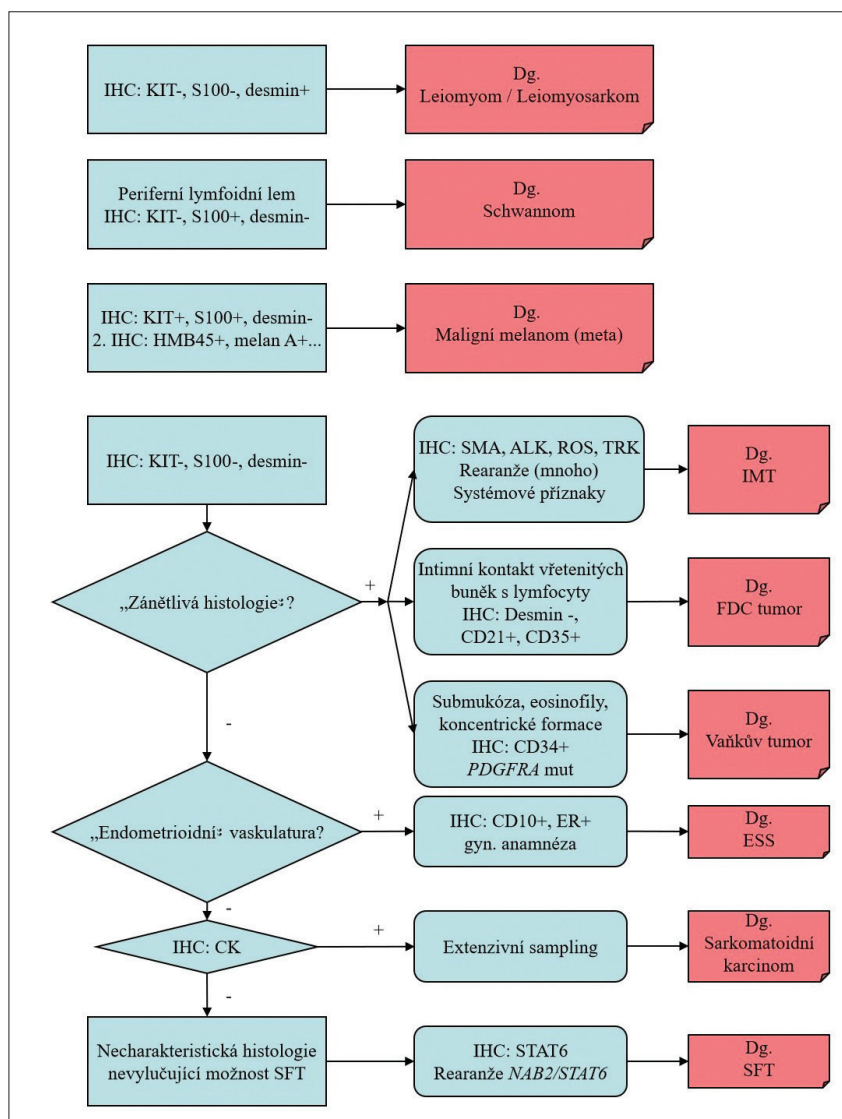 IHC: KIT-, S100-, desmin+
Dg.
Leiomyom / Leiomyosarkom
Periferní lymfoidní lem
IHC: KIT-, S100+, desmin-
Dg.
Schwannom
IHC: KIT+, S100+, desmin-
2. IHC: HMB45+, melan A+...
Dg.
Maligní melanom (meta)
IHC: KIT-, S100-, desmin-
IHC: SMA, ALK, ROS, TRK
Rearanže (mnoho)
Systémové příznaky
Dg.
IMT
„Zánětlivá histologie“?
+
Intimní kontakt vřetenitých
buněk s lymfocyty
IHC: Desmin -,
CD21+, CD35+
Dg.
FDC tumor
-
Submukóza, eosinofily,
koncentrické formace
IHC: CD34+
PDGFRA mut
Dg.
Vaňkův tumor
„Endometrioidní“ vaskulatura?
+
IHC: CD10+, ER+
gyn. anamnéza
Dg.
ESS
-
IHC: CK
+
Extenzivní sampling
Dg.
Sarkomatoidní
karcinom
-
Necharakteristická histologie
nevylučující možnost SFT
IHC: STAT6
Rearanže NAB2/STAT6
Dg.
SFT